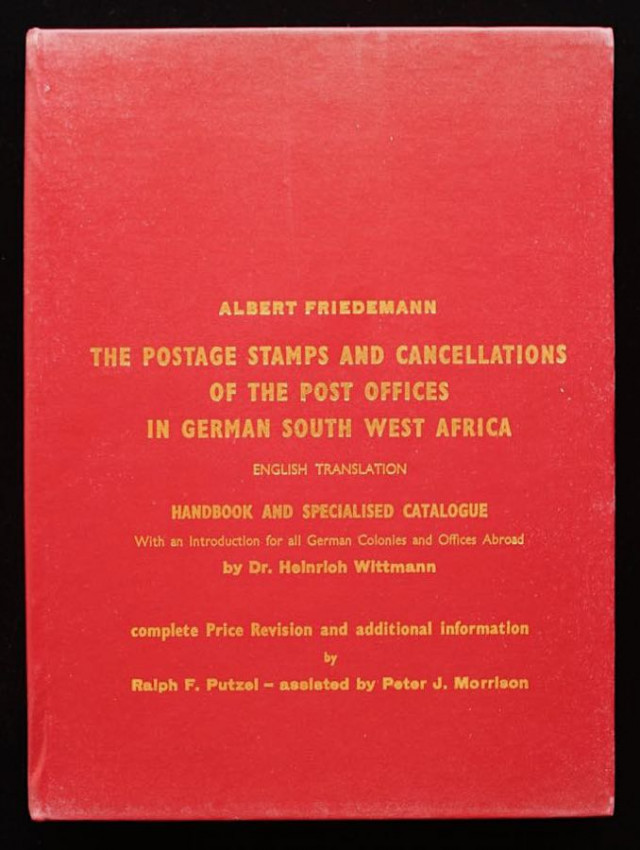 ALBERT FRIEDEMANN
THE POSTAGE STAMPS AND CANCELLATIONS
OF THE POST OFFICES
IN GERMAN SOUTH WEST AFRICA
ENGLISH TRANSLATION
HANDBOOK AND SPECIALISED CATALOGUE
With an Introduction for all German Colonies and Offices Abroad
by Dr. Heinrich Wittmann
complete Price Revision and additional information
by
Ralph F. Putzel – assisted by Peter J. Morrison